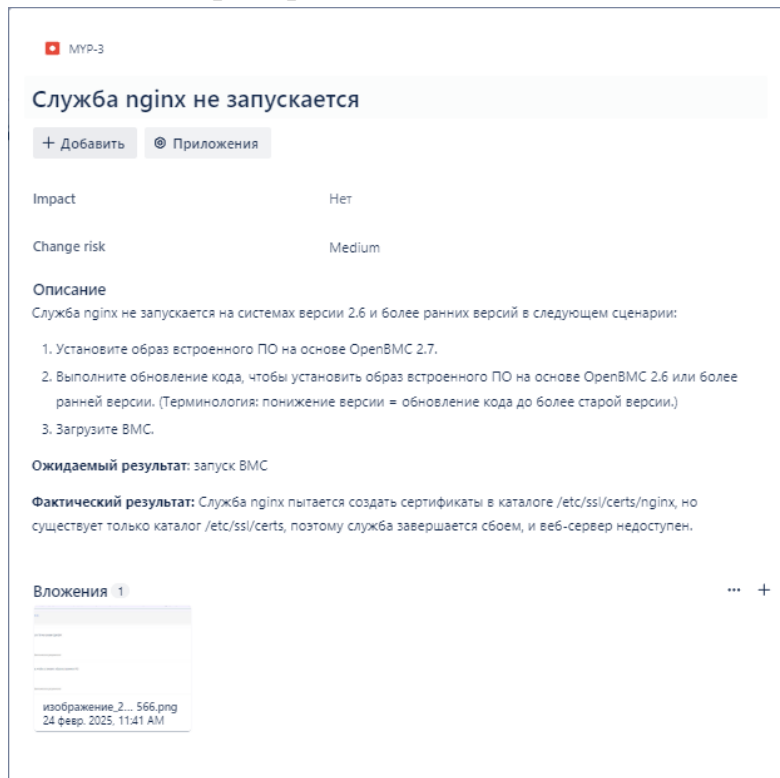 MYP-3
Служба nginx не запускается
+ Добавить
Приложения
Impact
Нет
Change risk
Medium
Описание
Служба nginx не запускается на системах версии 2.6 и более ранних версий в следующем сценарии:
1. Установите образ встроенного ПО на основе OpenBMC 2.7.
2. Выполните обновление кода, чтобы установить образ встроенного ПО на основе OpenBMC 2.6 или более
ранней версии. (Терминология: понижение версии = обновление кода до более старой версии.)
3. Загрузите BMC.
Ожидаемый результат: запуск BMC
Фактический результат: Служба nginx пытается создать сертификаты в каталоге /etc/ssl/certs/nginx, но
существует только каталог /etc/ssl/certs, поэтому служба завершается сбоем, и веб-сервер недоступен.
Вложения 1
изображение_2... 566.png
24 февр. 2025, 11:41 AM